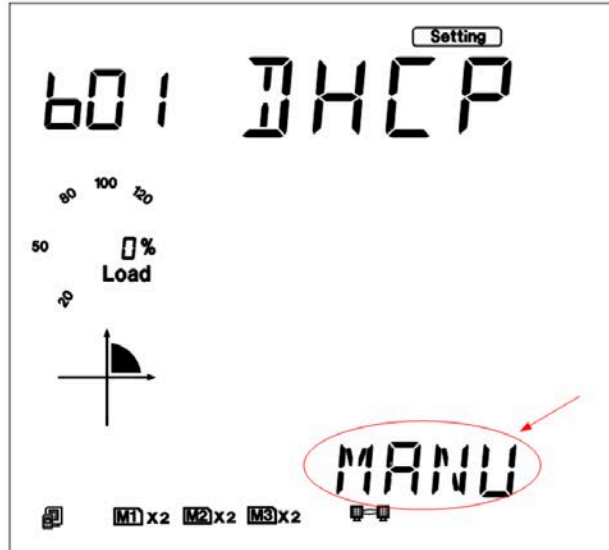 Setting
b01 DHCP
80 100 120
50 0%
Load
20
MANU
M1 X2 M2 X2 M3 X2